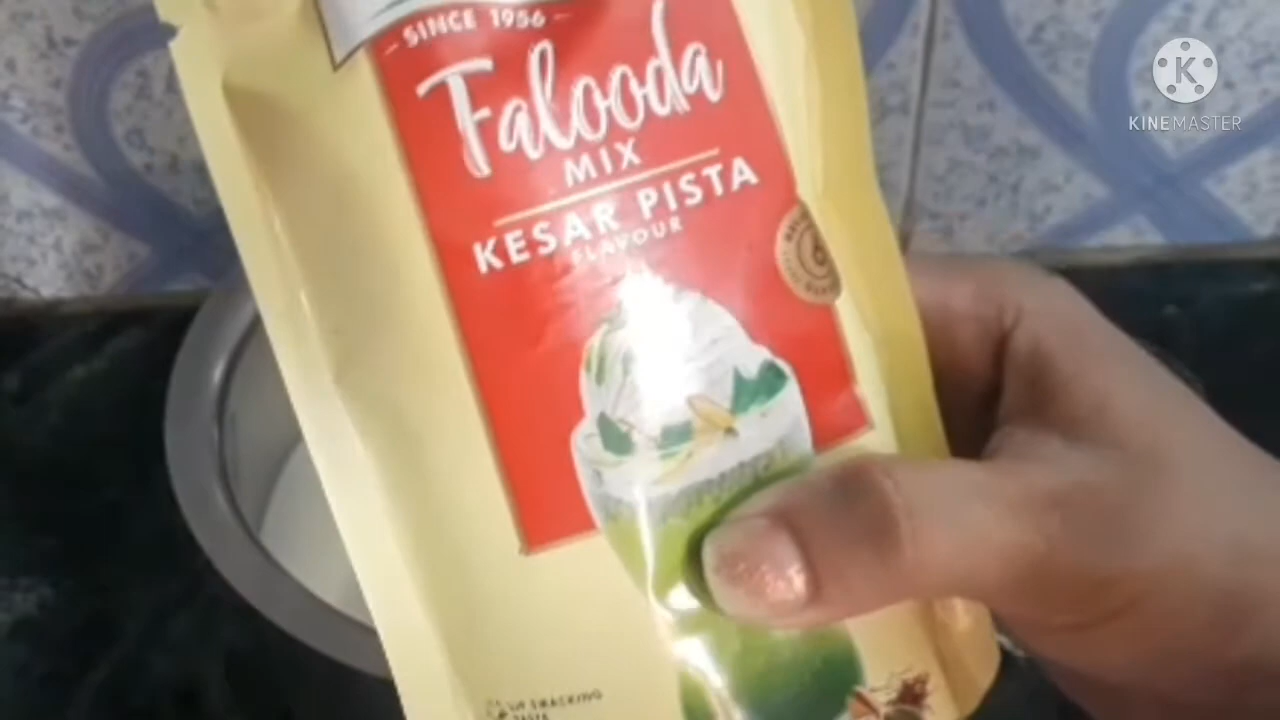 - SINCE 1956 -
Falooda
MIX
KESAR PISTA
FLAVOUR
KINEMASTER